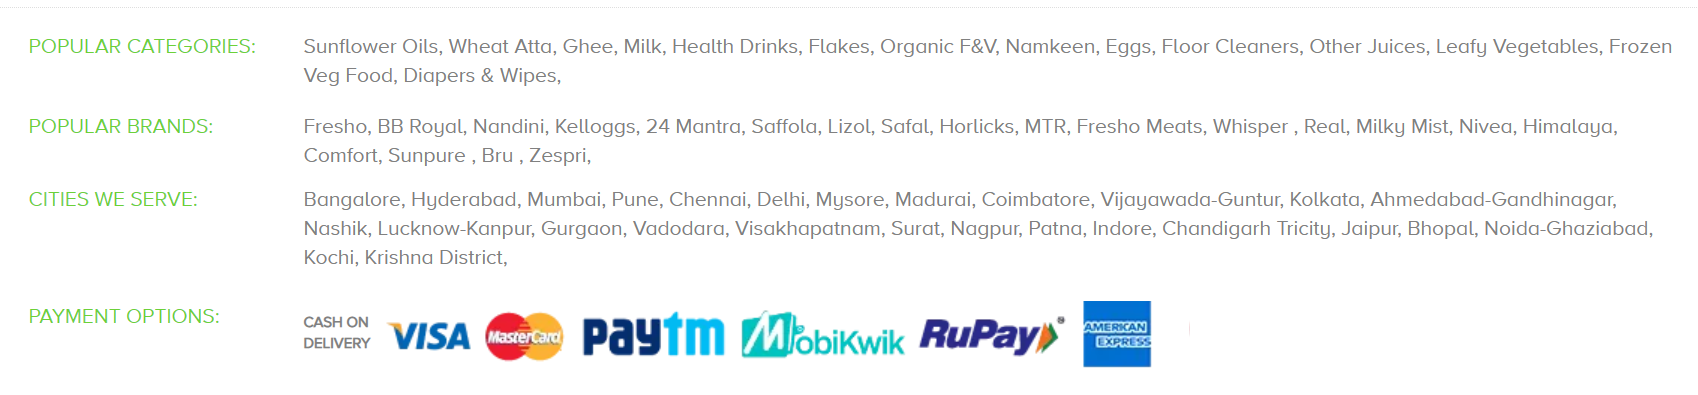 POPULAR CATEGORIES: Sunflower Oils, Wheat Atta, Ghee, Milk, Health Drinks, Flakes, Organic F&V, Namkeen, Eggs, Floor Cleaners, Other Juices, Leafy Vegetables, Frozen
Veg Food, Diapers & Wipes,
POPULAR BRANDS: Fresho, BB Royal, Nandini, Kelloggs, 24 Mantra, Saffola, Lizol, Safal, Horlicks, MTR, Fresho Meats, Whisper , Real, Milky Mist, Nivea, Himalaya,
Comfort, Sunpure , Bru , Zespri,
CITIES WE SERVE: Bangalore, Hyderabad, Mumbai, Pune, Chennai, Delhi, Mysore, Madurai, Coimbatore, Vijayawada-Guntur, Kolkata, Ahmedabad-Gandhinagar,
Nashik, Lucknow-Kanpur, Gurgaon, Vadodara, Visakhapatnam, Surat, Nagpur, Patna, Indore, Chandigarh Tricity, Jaipur, Bhopal, Noida-Ghaziabad,
Kochi, Krishna District,
PAYMENT OPTIONS:
CASH ON
DELIVERY
VISA
MasterCard
paytm
MobiKwik
RuPay
AMERICAN
EXPRESS